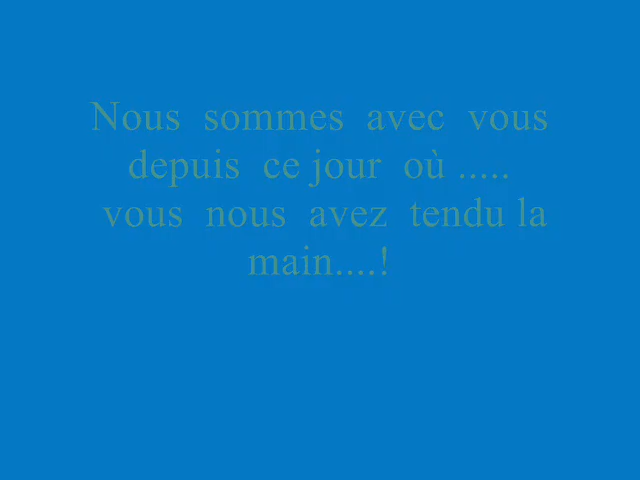 Nous sommes avec vous
depuis ce jour où .....
vous nous avez tendu la
main....!